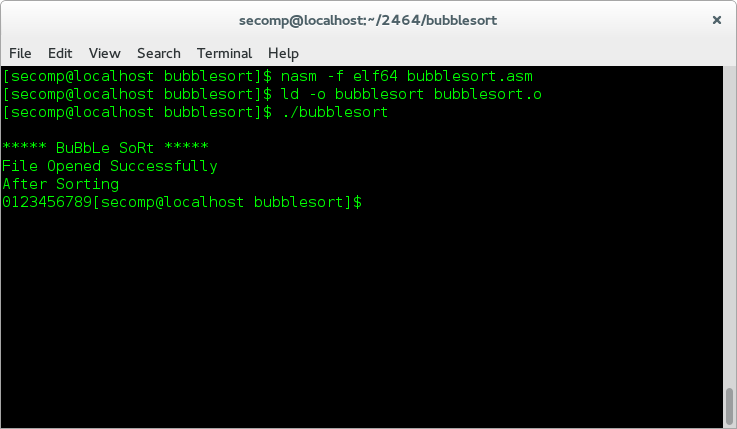 secomp@localhost:~/2464/bubblesort ×
File Edit View Search Terminal Help
[secomp@localhost bubblesort]$ nasm -f elf64 bubblesort.asm
[secomp@localhost bubblesort]$ ld -o bubblesort bubblesort.o
[secomp@localhost bubblesort]$ ./bubblesort
***** BuBbLe SoRt *****
File Opened Successfully
After Sorting
0123456789[secomp@localhost bubblesort]$